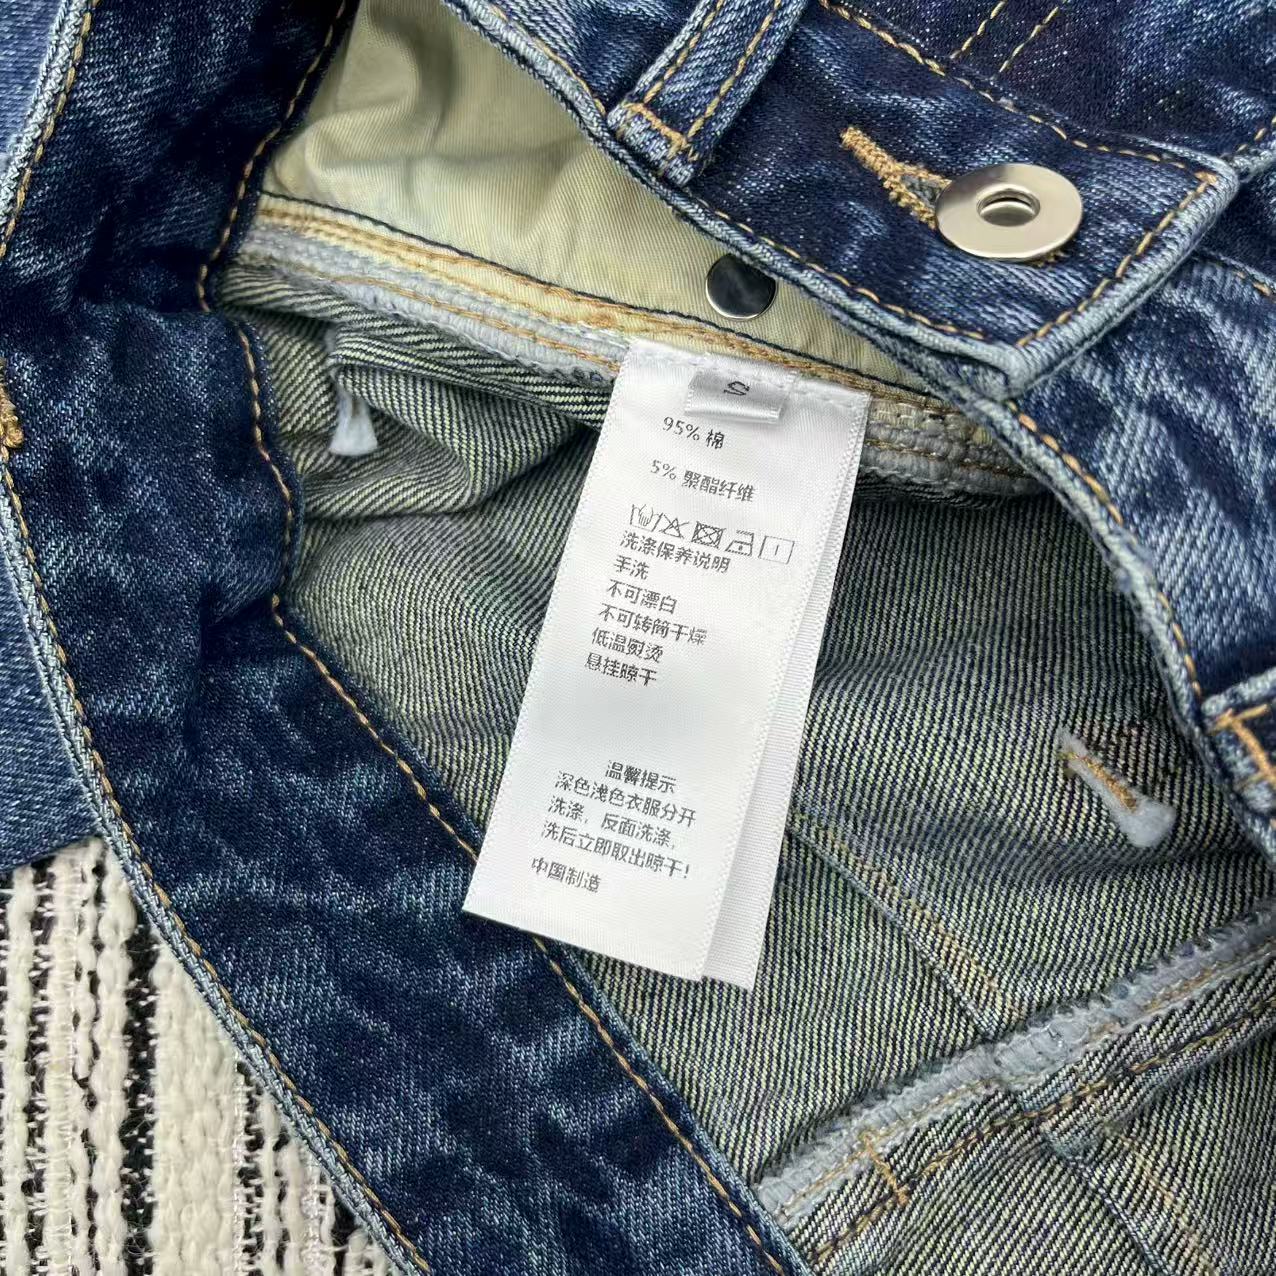 S
95% 棉
5% 聚酯纤维
洗涤保养说明
手洗
不可漂白
不可转筒干燥
低温熨烫
悬挂晾干
温馨提示
深色浅色衣服分开
洗涤，反面洗涤，
洗后立即取出晾干！
中国制造